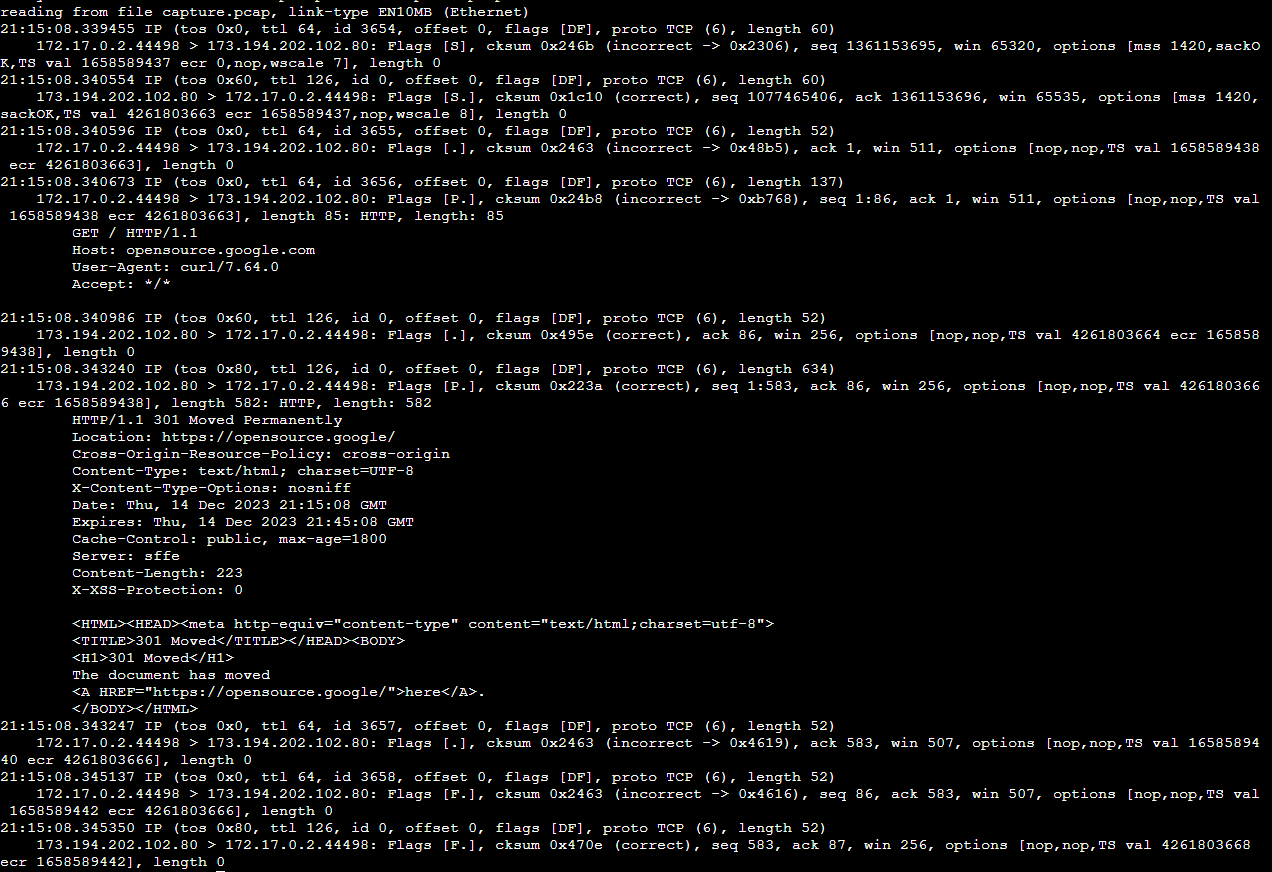 reading from file capture.pcap, link-type EN10MB (Ethernet)
21:15:08.339455 IP (tos 0x0, ttl 64, id 3654, offset 0, flags [DF], proto TCP (6), length 60)
    172.17.0.2.44498 > 173.194.202.102.80: Flags [S], cksum 0x246b (incorrect -> 0x2306), seq 1361153695, win 65320, options [mss 1420,sackO
K,TS val 1658589437 ecr 0,nop,wscale 7], length 0
21:15:08.340554 IP (tos 0x60, ttl 126, id 0, offset 0, flags [DF], proto TCP (6), length 60)
    173.194.202.102.80 > 172.17.0.2.44498: Flags [S.], cksum 0x1c10 (correct), seq 1077465406, ack 1361153696, win 65535, options [mss 1420,
sackOK,TS val 4261803663 ecr 1658589437,nop,wscale 8], length 0
21:15:08.340596 IP (tos 0x0, ttl 64, id 3655, offset 0, flags [DF], proto TCP (6), length 52)
    172.17.0.2.44498 > 173.194.202.102.80: Flags [.], cksum 0x2463 (incorrect -> 0x48b5), ack 1, win 511, options [nop,nop,TS val 1658589438
 ecr 4261803663], length 0
21:15:08.340673 IP (tos 0x0, ttl 64, id 3656, offset 0, flags [DF], proto TCP (6), length 137)
    172.17.0.2.44498 > 173.194.202.102.80: Flags [P.], cksum 0x24b8 (incorrect -> 0xb768), seq 1:86, ack 1, win 511, options [nop,nop,TS val
 1658589438 ecr 4261803663], length 85: HTTP, length: 85
        GET / HTTP/1.1
        Host: opensource.google.com
        User-Agent: curl/7.64.0
        Accept: */*

21:15:08.340986 IP (tos 0x60, ttl 126, id 0, offset 0, flags [DF], proto TCP (6), length 52)
    173.194.202.102.80 > 172.17.0.2.44498: Flags [.], cksum 0x495e (correct), ack 86, win 256, options [nop,nop,TS val 4261803664 ecr 165858
9438], length 0
21:15:08.343240 IP (tos 0x80, ttl 126, id 0, offset 0, flags [DF], proto TCP (6), length 634)
    173.194.202.102.80 > 172.17.0.2.44498: Flags [P.], cksum 0x223a (correct), seq 1:583, ack 86, win 256, options [nop,nop,TS val 426180366
6 ecr 1658589438], length 582: HTTP, length: 582
        HTTP/1.1 301 Moved Permanently
        Location: https://opensource.google/
        Cross-Origin-Resource-Policy: cross-origin
        Content-Type: text/html; charset=UTF-8
        X-Content-Type-Options: nosniff
        Date: Thu, 14 Dec 2023 21:15:08 GMT
        Expires: Thu, 14 Dec 2023 21:45:08 GMT
        Cache-Control: public, max-age=1800
        Server: sffe
        Content-Length: 223
        X-XSS-Protection: 0

        <HTML><HEAD><meta http-equiv="content-type" content="text/html;charset=utf-8">
        <TITLE>301 Moved</TITLE></HEAD><BODY>
        <H1>301 Moved</H1>
        The document has moved
        <A HREF="https://opensource.google/">here</A>.
        </BODY></HTML>
21:15:08.343247 IP (tos 0x0, ttl 64, id 3657, offset 0, flags [DF], proto TCP (6), length 52)
    172.17.0.2.44498 > 173.194.202.102.80: Flags [.], cksum 0x2463 (incorrect -> 0x4619), ack 583, win 507, options [nop,nop,TS val 16585894
40 ecr 4261803666], length 0
21:15:08.345137 IP (tos 0x0, ttl 64, id 3658, offset 0, flags [DF], proto TCP (6), length 52)
    172.17.0.2.44498 > 173.194.202.102.80: Flags [F.], cksum 0x2463 (incorrect -> 0x4616), seq 86, ack 583, win 507, options [nop,nop,TS val
 1658589442 ecr 4261803666], length 0
21:15:08.345350 IP (tos 0x80, ttl 126, id 0, offset 0, flags [DF], proto TCP (6), length 52)
    173.194.202.102.80 > 172.17.0.2.44498: Flags [F.], cksum 0x470e (correct), seq 583, ack 87, win 256, options [nop,nop,TS val 4261803668
ecr 1658589442], length 0